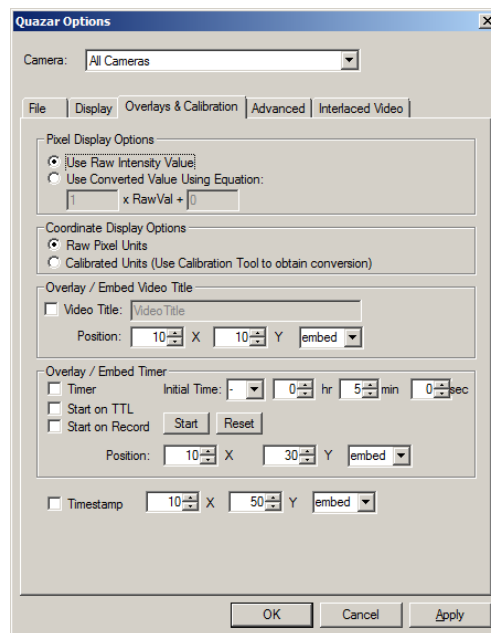 Quazar Options
Camera: All Cameras
File Display Overlays & Calibration Advanced Interlaced Video
Pixel Display Options
Use Raw Intensity Value
Use Converted Value Using Equation:
1 x RawVal + 0
Coordinate Display Options
Raw Pixel Units
Calibrated Units (Use Calibration Tool to obtain conversion)
Overlay / Embed Video Title
Video Title: VideoTitle
Position: 10 X 10 Y embed
Overlay / Embed Timer
Timer Initial Time: - 0 hr 5 min 0 sec
Start on TTL
Start on Record Start Reset
Position: 10 X 30 Y embed
Timestamp 10 X 50 Y embed
OK Cancel Apply